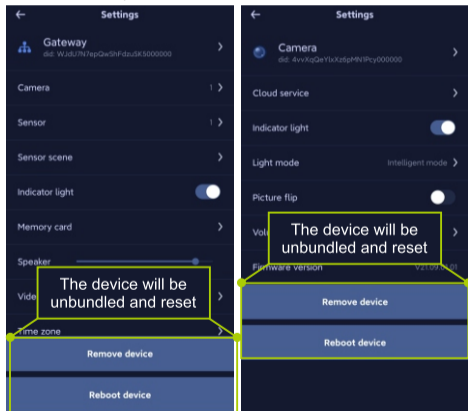 Settings
Gateway
did: WJdU7N7epQwShFdzuSK5000000
Camera 1
Sensor 1
Sensor scene
Indicator light
Memory card
Speaker
The device will be
unbundled and reset
Time zone
Remove device
Reboot device
Settings
Camera
did: 4vvXqQeYlxXz6pMN1Pcy000000
Cloud service
Indicator light
Light mode Intelligent mode
Picture flip
The device will be
unbundled and reset
Firmware version
Remove device
Reboot device